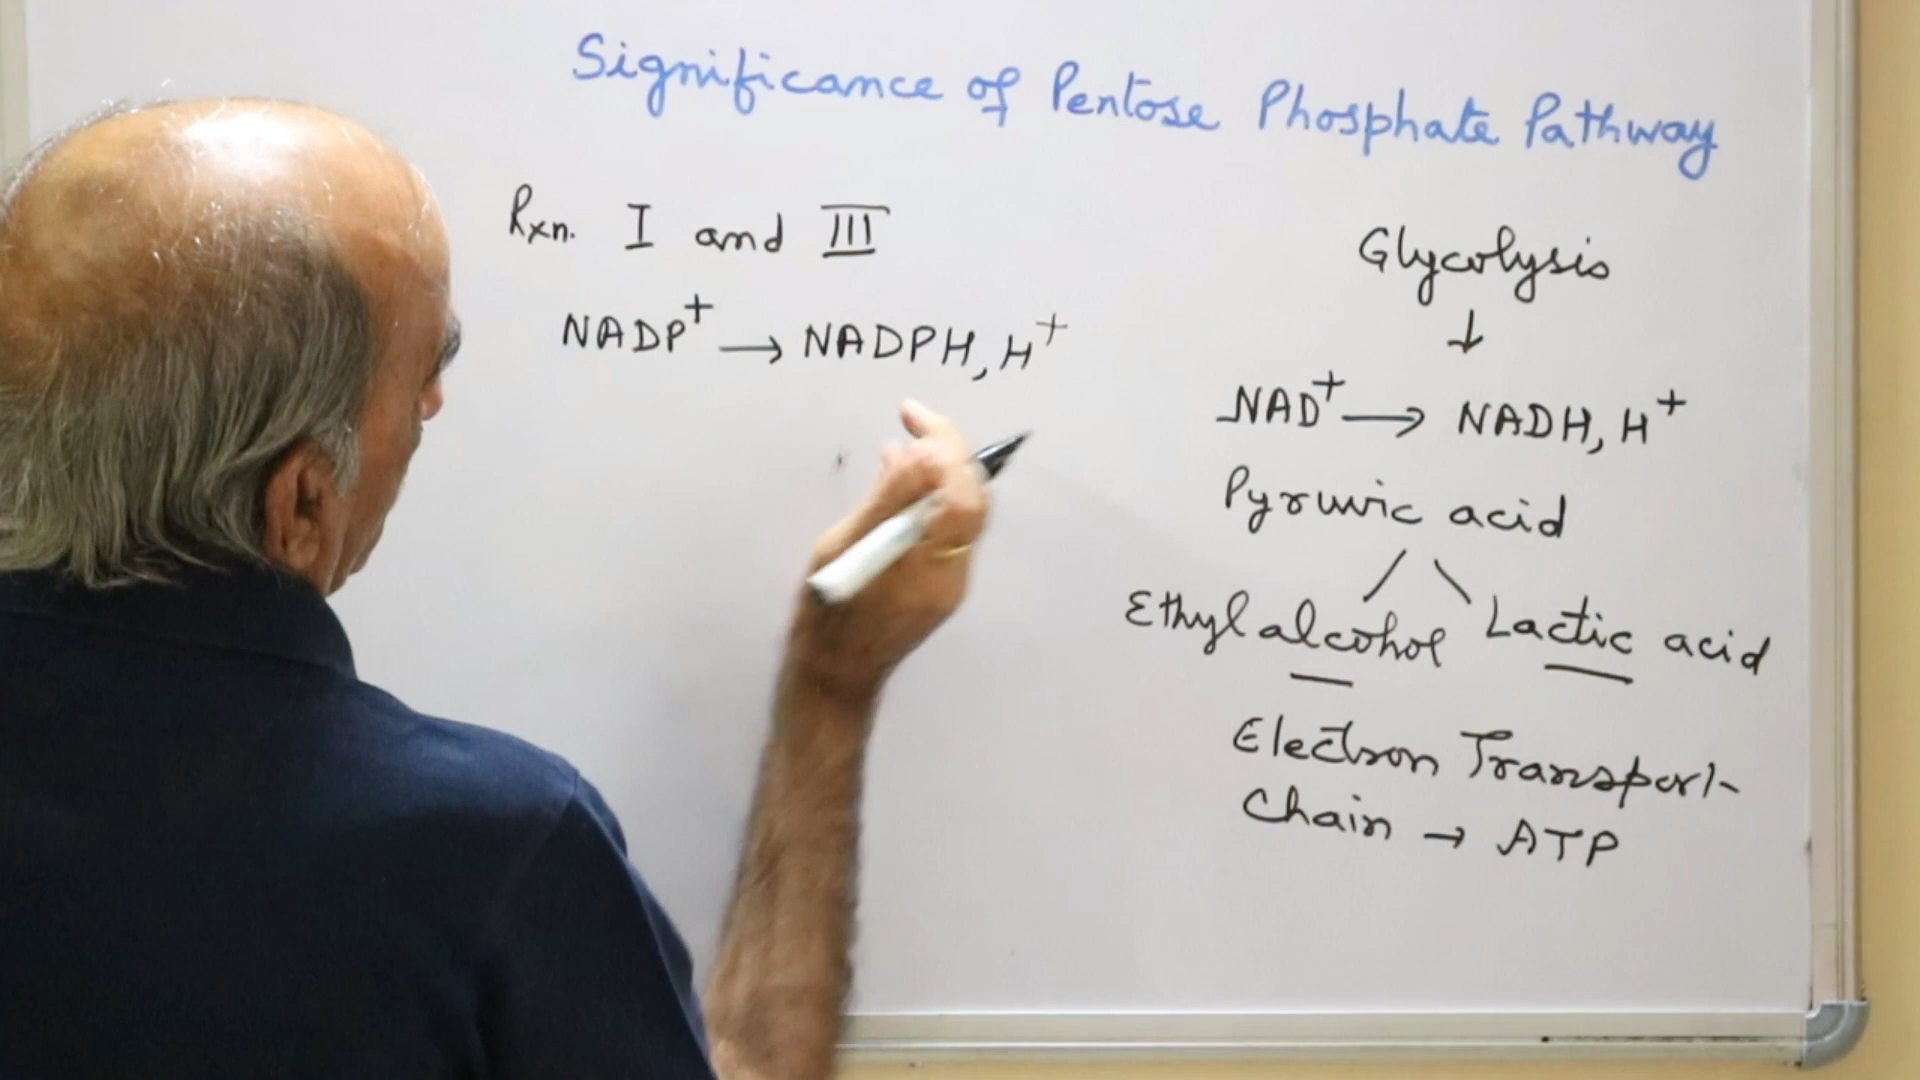 Significance of Pentose Phosphate Pathway
Rxn. I and III
NADP+ → NADPH, H+
Glycolysis
↓
NAD+ → NADH, H+
Pyruvic acid
Ethyl alcohol Lactic acid
Electron Transport
Chain → ATP